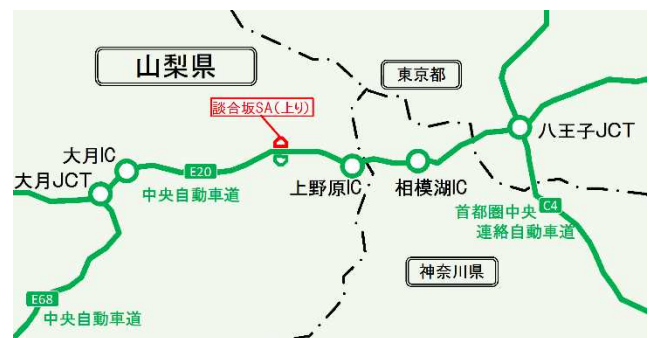 山梨県
東京都
談合坂SA(上り)
八王子JCT
大月IC
大月JCT
E20
中央自動車道
上野原IC
相模湖IC
首都圏中央
連絡自動車道
C4
神奈川県
E68
中央自動車道